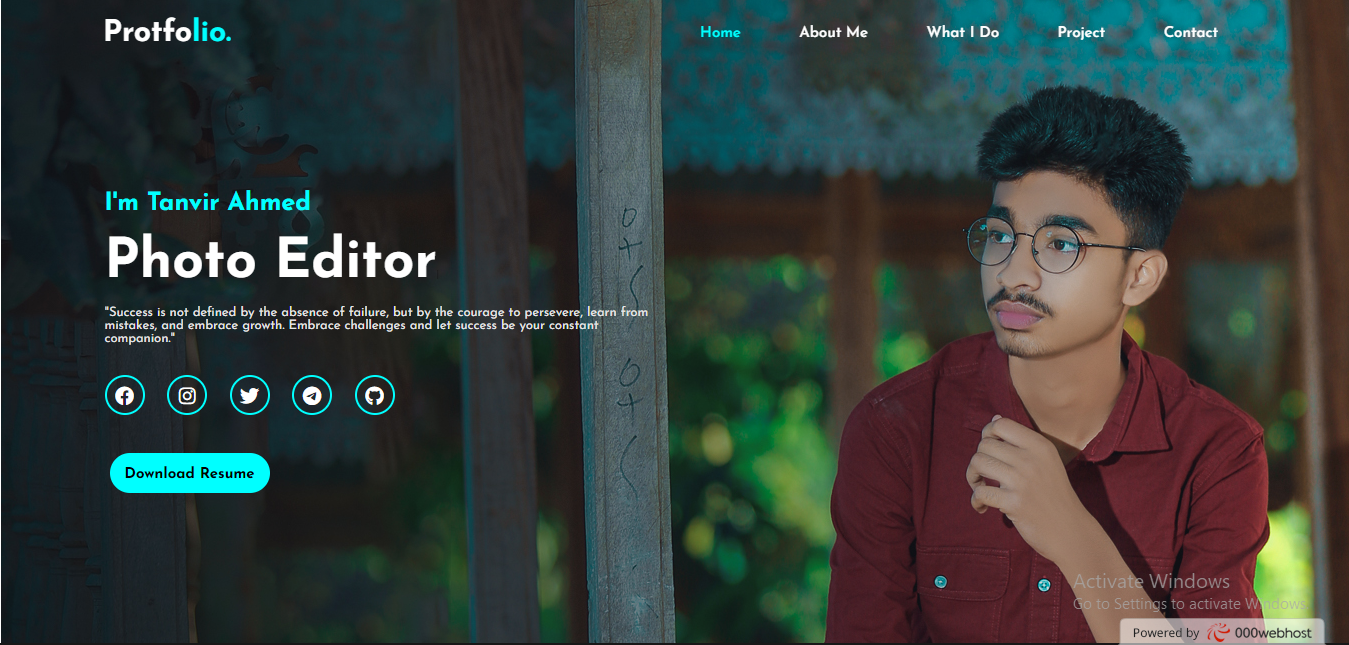 Protfolio.
Home About Me What I Do Project Contact
I'm Tanvir Ahmed
Photo Editor
"Success is not defined by the absence of failure, but by the courage to persevere, learn from
mistakes, and embrace growth. Embrace challenges and let success be your constant
companion."
Download Resume
Activate Windows
Go to Settings to activate Windows.
Powered by 000webhost